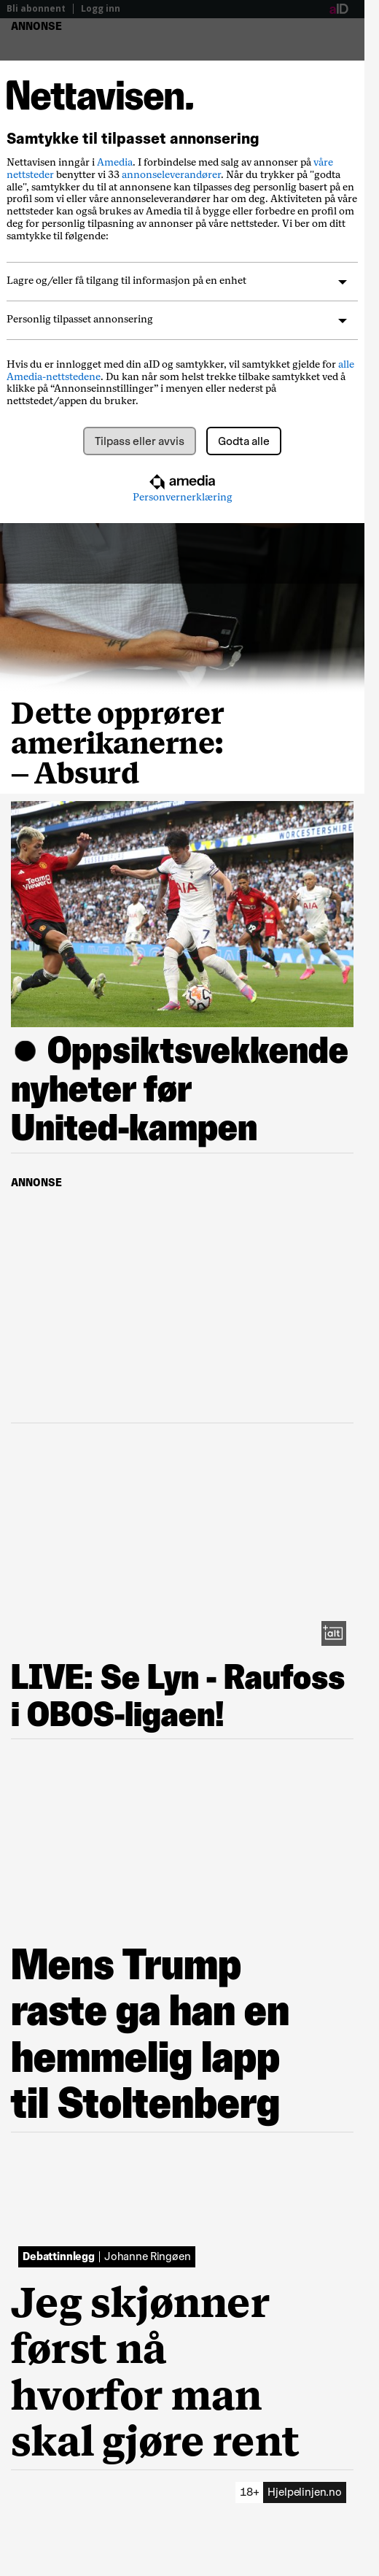 Bli abonnent | Logg inn aID
ANNONSE
Nettavisen.
Samtykke til tilpasset annonsering
Nettavisen inngår i Amedia. I forbindelse med salg av annonser på våre
nettsteder benytter vi 33 annonseleverandører. Når du trykker på "godta
alle", samtykker du til at annonsene kan tilpasses deg personlig basert på en
profil som vi eller våre annonseleverandører har om deg. Aktiviteten på våre
nettsteder kan også brukes av Amedia til å bygge eller forbedre en profil om
deg for personlig tilpasning av annonser på våre nettsteder. Vi ber om ditt
samtykke til følgende:
Lagre og/eller få tilgang til informasjon på en enhet
Personlig tilpasset annonsering
Hvis du er innlogget med din aID og samtykker, vil samtykket gjelde for alle
Amedia-nettstedene. Du kan når som helst trekke tilbake samtykket ved å
klikke på “Annonseinnstillinger” i menyen eller nederst på
nettstedet/appen du bruker.
Tilpass eller avvis Godta alle
amedia
Personvernerklæring
Dette opprører
amerikanerne:
– Absurd
WORCESTERSHIRE
Team
Viewer
AIA
AIA
7
● Oppsiktsvekkende
nyheter før
United-kampen
ANNONSE
+alt
LIVE: Se Lyn - Raufoss
i OBOS-ligaen!
Mens Trump
raste ga han en
hemmelig lapp
til Stoltenberg
Debattinnlegg | Johanne Ringøen
Jeg skjønner
først nå
hvorfor man
skal gjøre rent
18+ Hjelpelinjen.no